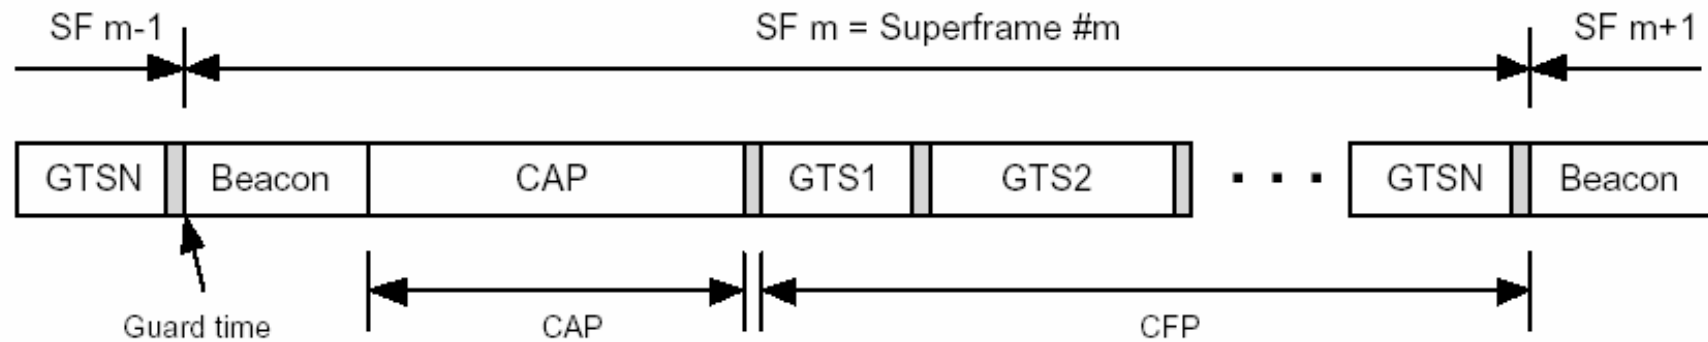 SF m-1
SF m = Superframe #m
SF m+1
GTSN
Beacon
CAP
GTS1
GTS2
. . .
GTSN
Beacon
Guard time
CAP
CFP